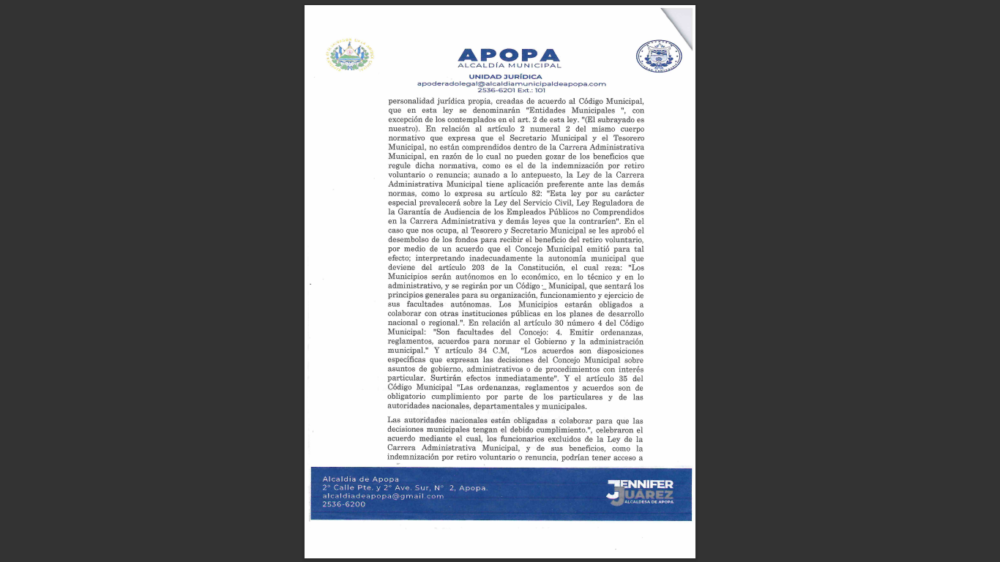 APOPA
ALCALDÍA MUNICIPAL
UNIDAD JURÍDICA
apoderadolegal@alcaldiamunicipaldeapopa.com
2536-6201 Ext.: 101
personalidad jurídica propia, creadas de acuerdo al Código Municipal,
que en esta ley se denominarán "Entidades Municipales ", con
excepción de los contemplados en el art. 2 de esta ley. "(El subrayado es
nuestro). En relación al artículo 2 numeral 2 del mismo cuerpo
normativo que expresa que el Secretario Municipal y el Tesorero
Municipal, no están comprendidos dentro de la Carrera Administrativa
Municipal, en razón de lo cual no pueden gozar de los beneficios que
regule dicha normativa, como es el de la indemnización por retiro
voluntario o renuncia; aunado a lo antepuesto, la Ley de la Carrera
Administrativa Municipal tiene aplicación preferente ante las demás
normas, como lo expresa su artículo 82: "Esta ley por su carácter
especial prevalecerá sobre la Ley del Servicio Civil, Ley Reguladora de
la Garantía de Audiencia de los Empleados Públicos no Comprendidos
en la Carrera Administrativa y demás leyes que la contraríen". En el
caso que nos ocupa, al Tesorero y Secretario Municipal se les aprobó el
desembolso de los fondos para recibir el beneficio del retiro voluntario,
por medio de un acuerdo que el Concejo Municipal emitió para tal
efecto; interpretando inadecuadamente la autonomía municipal que
deviene del artículo 203 de la Constitución, el cual reza: "Los
Municipios serán autónomos en lo económico, en lo técnico y en lo
administrativo, y se regirán por un Código ·_ Municipal, que sentará los
principios generales para su organización, funcionamiento y ejercicio de
sus facultades autónomas. Los Municipios estarán obligados a
colaborar con otras instituciones públicas en los planes de desarrollo
nacional o regional.". En relación al artículo 30 número 4 del Código
Municipal: "Son facultades del Concejo: 4. Emitir ordenanzas,
reglamentos, acuerdos para normar el Gobierno y la administración
municipal." Y artículo 34 C.M, "Los acuerdos son disposiciones
específicas que expresan las decisiones del Concejo Municipal sobre
asuntos de gobierno, administrativos o de procedimientos con interés
particular. Surtirán efectos inmediatamente". Y el artículo 35 del
Código Municipal "Las ordenanzas, reglamentos y acuerdos son de
obligatorio cumplimiento por parte de los particulares y de las
autoridades nacionales, departamentales y municipales.
Las autoridades nacionales están obligadas a colaborar para que las
decisiones municipales tengan el debido cumplimiento.", celebraron el
acuerdo mediante el cual, los funcionarios excluidos de la Ley de la
Carrera Administrativa Municipal, y de sus beneficios, como la
indemnización por retiro voluntario o renuncia, podrían tener acceso a
Alcaldia de Apopa
2° Calle Pte. y 2° Ave. Sur, N° 2, Apopa.
alcaldiadeapopa@gmail.com
2536-6200
JENNIFER
JUÁREZ
ALCALDESA DE APOPA